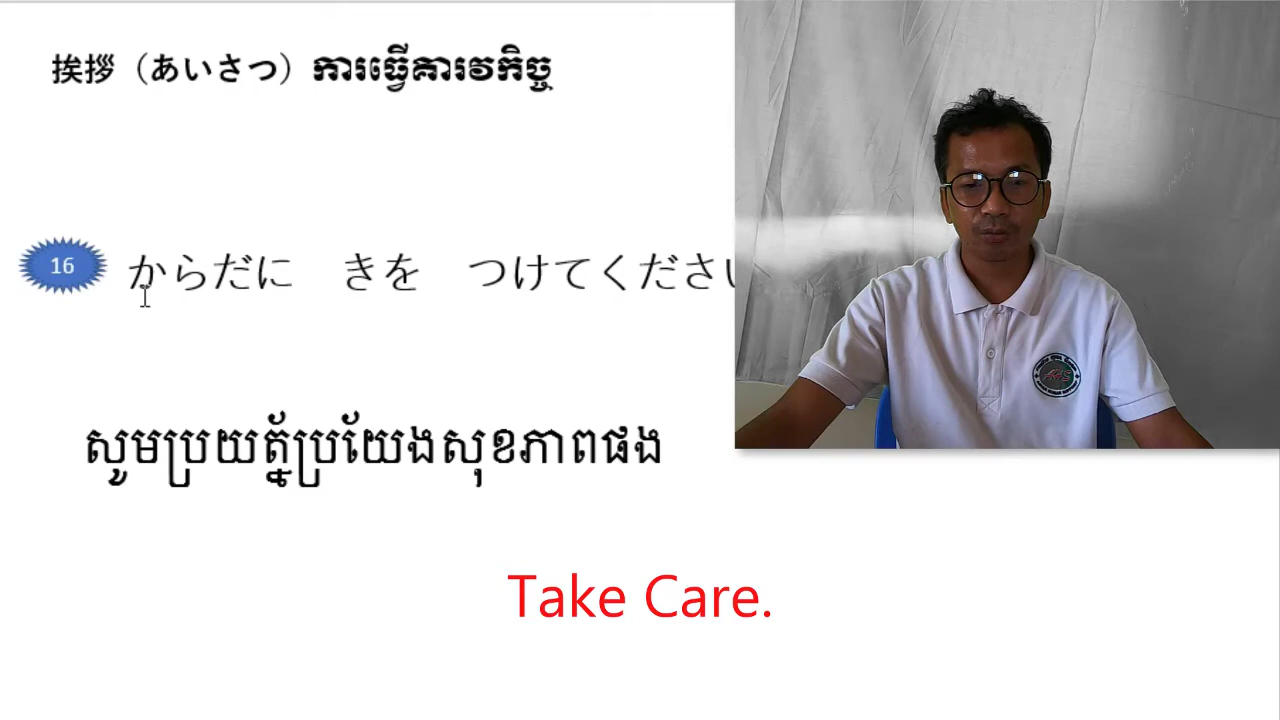 挨拶（あいさつ）ការធ្វើគារវកិច្ច
16 からだに　きを　つけてくださ
សូមប្រយត្ន័ប្រយែងសុខភាពផង
Take Care.